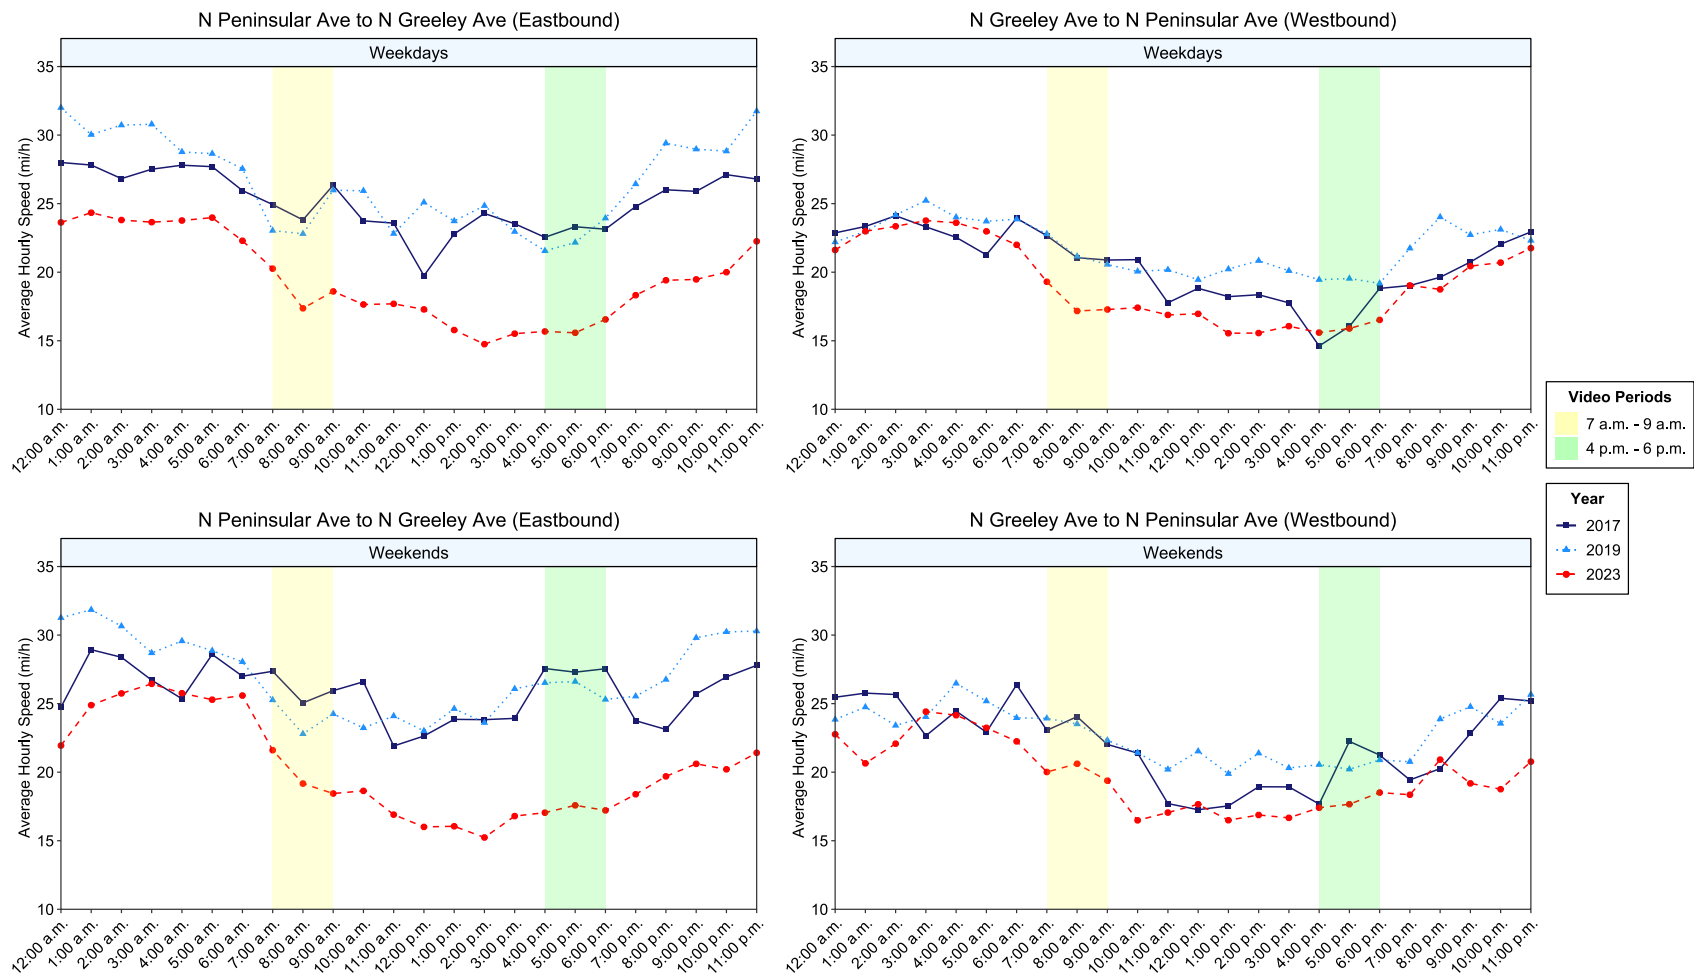 N Peninsular Ave to N Greeley Ave (Eastbound)
Weekdays
Average Hourly Speed (mi/h)
35
30
25
20
15
10
12:00 a.m.
1:00 a.m.
2:00 a.m.
3:00 a.m.
4:00 a.m.
5:00 a.m.
6:00 a.m.
7:00 a.m.
8:00 a.m.
9:00 a.m.
10:00 a.m.
11:00 a.m.
12:00 p.m.
1:00 p.m.
2:00 p.m.
3:00 p.m.
4:00 p.m.
5:00 p.m.
6:00 p.m.
7:00 p.m.
8:00 p.m.
9:00 p.m.
10:00 p.m.
11:00 p.m.
N Greeley Ave to N Peninsular Ave (Westbound)
Weekdays
Average Hourly Speed (mi/h)
35
30
25
20
15
10
12:00 a.m.
1:00 a.m.
2:00 a.m.
3:00 a.m.
4:00 a.m.
5:00 a.m.
6:00 a.m.
7:00 a.m.
8:00 a.m.
9:00 a.m.
10:00 a.m.
11:00 a.m.
12:00 p.m.
1:00 p.m.
2:00 p.m.
3:00 p.m.
4:00 p.m.
5:00 p.m.
6:00 p.m.
7:00 p.m.
8:00 p.m.
9:00 p.m.
10:00 p.m.
11:00 p.m.
Video Periods
7 a.m. - 9 a.m.
4 p.m. - 6 p.m.
Year
2017
2019
2023
N Peninsular Ave to N Greeley Ave (Eastbound)
Weekends
Average Hourly Speed (mi/h)
35
30
25
20
15
10
12:00 a.m.
1:00 a.m.
2:00 a.m.
3:00 a.m.
4:00 a.m.
5:00 a.m.
6:00 a.m.
7:00 a.m.
8:00 a.m.
9:00 a.m.
10:00 a.m.
11:00 a.m.
12:00 p.m.
1:00 p.m.
2:00 p.m.
3:00 p.m.
4:00 p.m.
5:00 p.m.
6:00 p.m.
7:00 p.m.
8:00 p.m.
9:00 p.m.
10:00 p.m.
11:00 p.m.
N Greeley Ave to N Peninsular Ave (Westbound)
Weekends
Average Hourly Speed (mi/h)
35
30
25
20
15
10
12:00 a.m.
1:00 a.m.
2:00 a.m.
3:00 a.m.
4:00 a.m.
5:00 a.m.
6:00 a.m.
7:00 a.m.
8:00 a.m.
9:00 a.m.
10:00 a.m.
11:00 a.m.
12:00 p.m.
1:00 p.m.
2:00 p.m.
3:00 p.m.
4:00 p.m.
5:00 p.m.
6:00 p.m.
7:00 p.m.
8:00 p.m.
9:00 p.m.
10:00 p.m.
11:00 p.m.